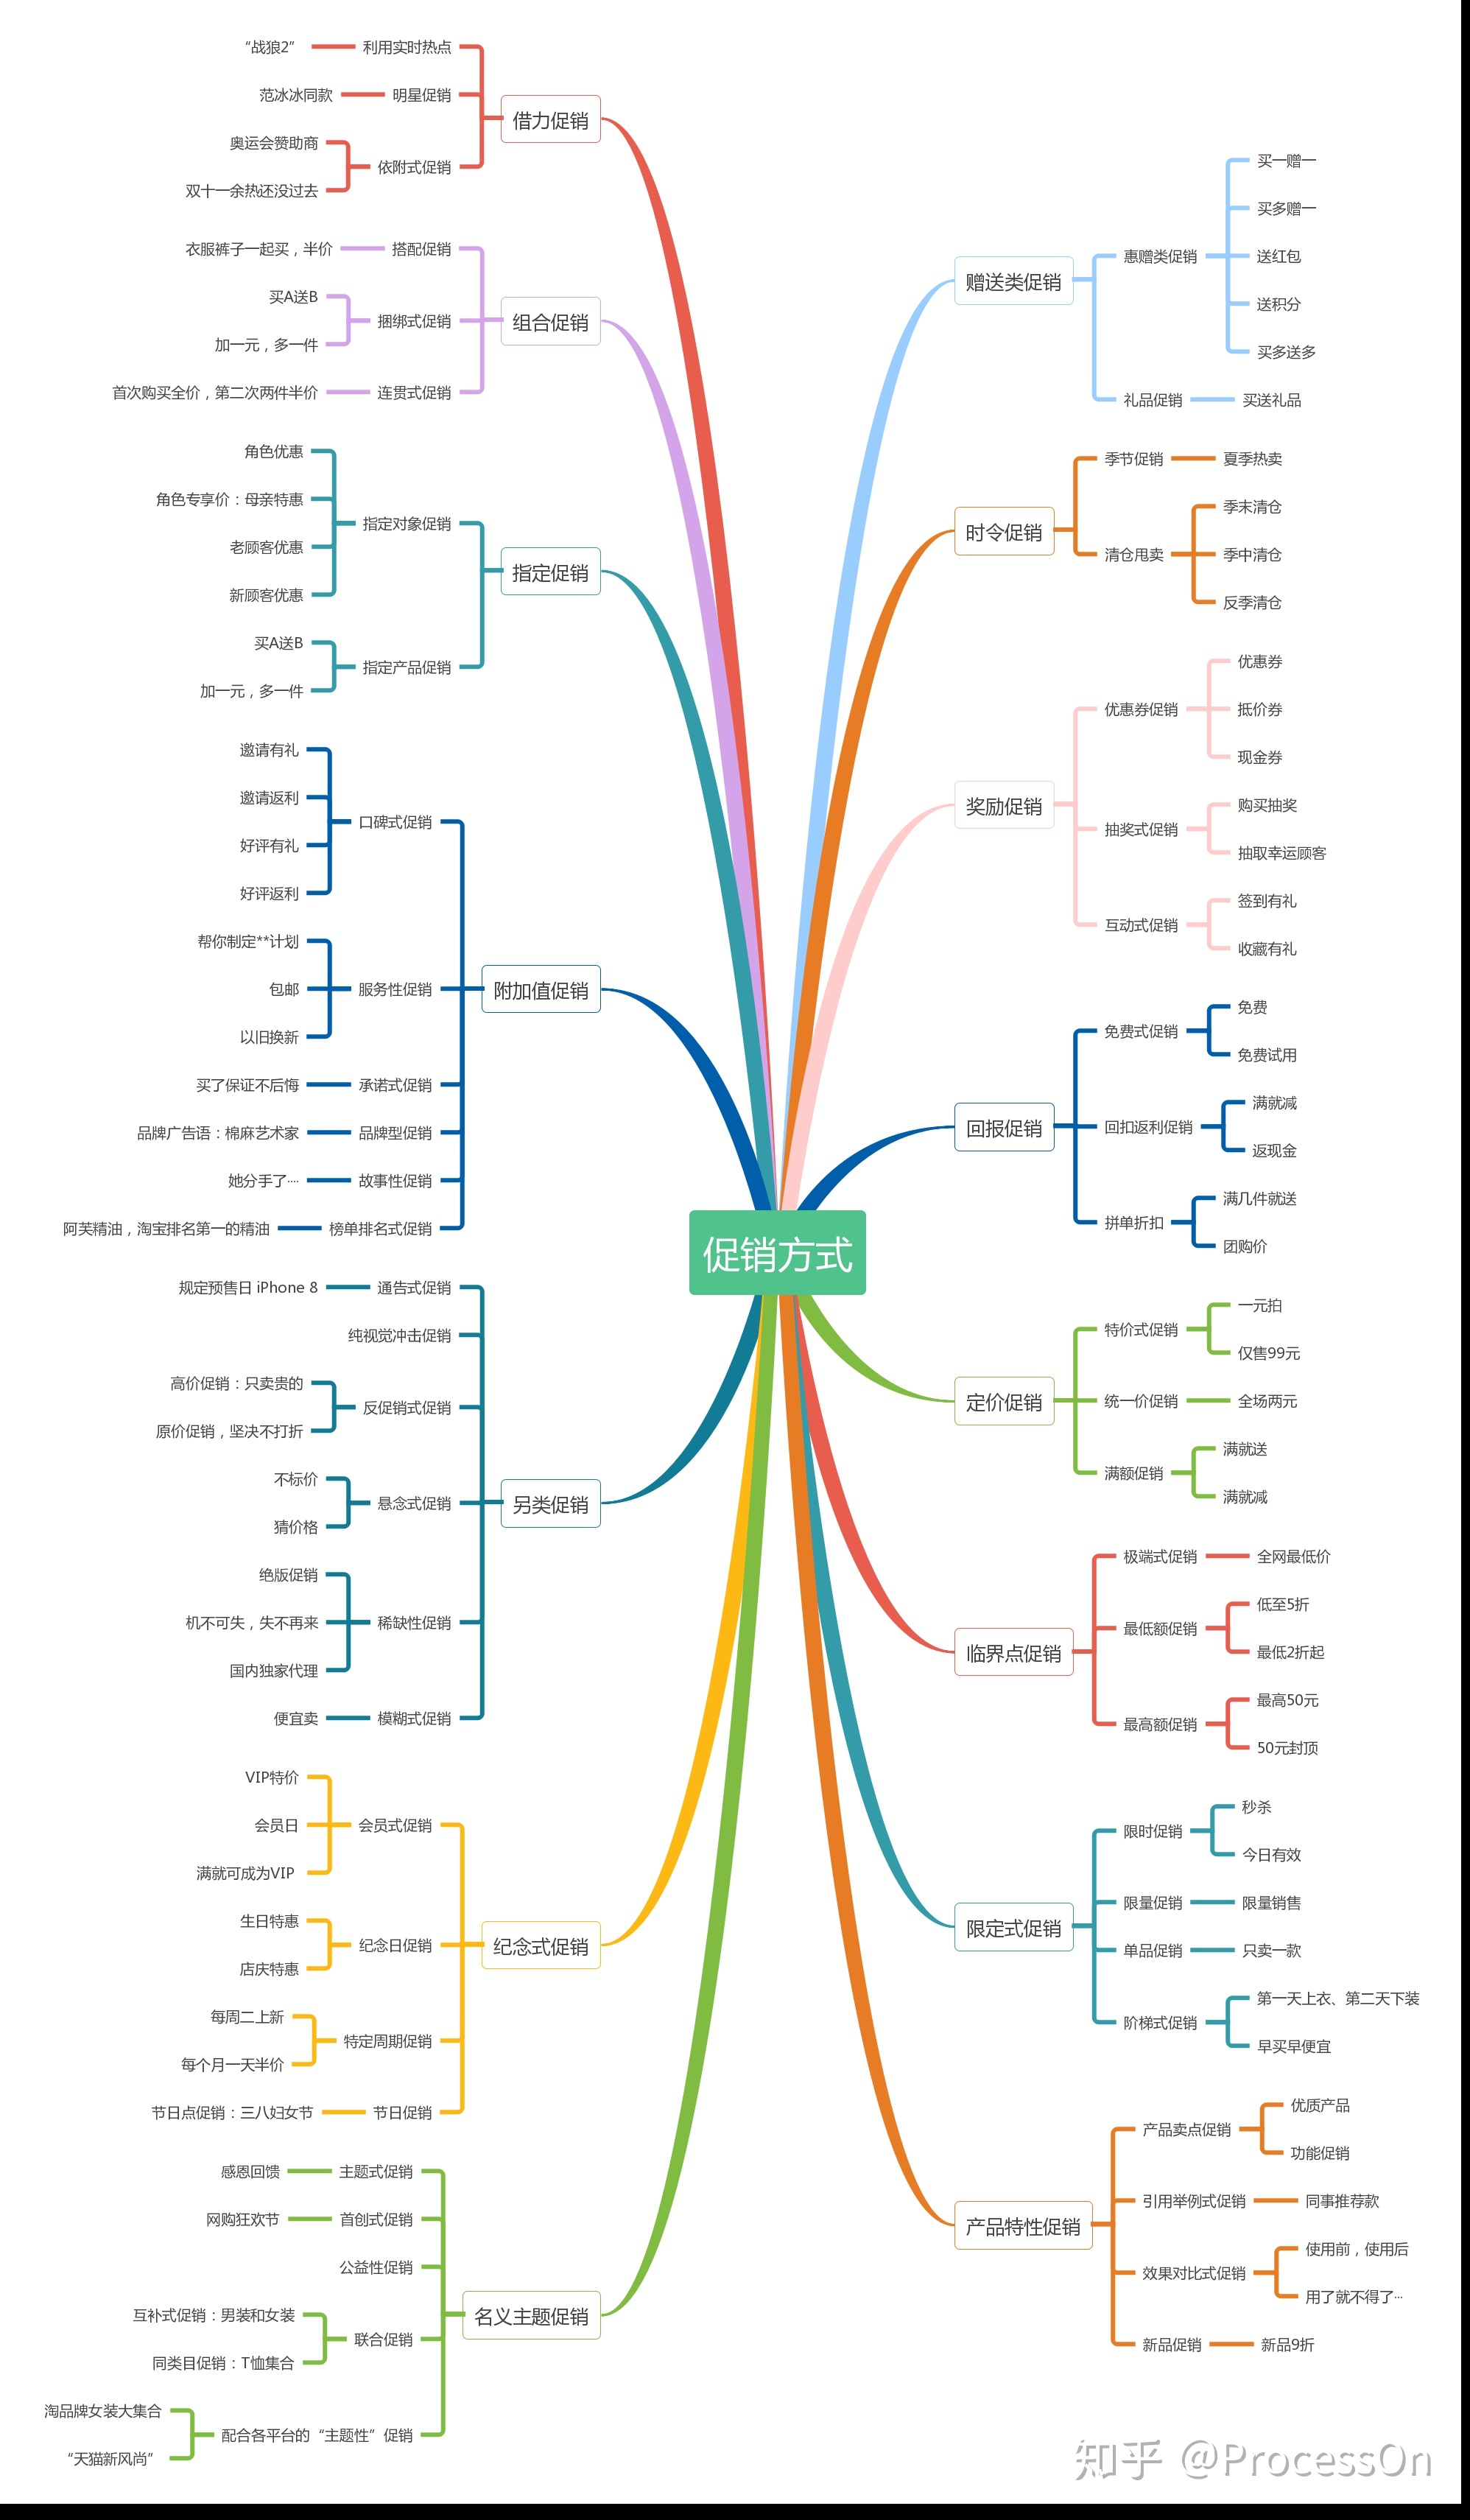 促销方式
借力促销
利用实时热点
“战狼2”
明星促销
范冰冰同款
依附式促销
奥运会赞助商
双十一余热还没过去
组合促销
搭配促销
衣服裤子一起买，半价
捆绑式促销
买A送B
加一元，多一件
连贯式促销
首次购买全价，第二次两件半价
指定促销
指定对象促销
角色优惠
角色专享价：母亲特惠
老顾客优惠
新顾客优惠
指定产品促销
买A送B
加一元，多一件
附加值促销
口碑式促销
邀请有礼
邀请返利
好评有礼
好评返利
服务性促销
帮你制定**计划
包邮
以旧换新
承诺式促销
买了保证不后悔
品牌型促销
品牌广告语：棉麻艺术家
故事性促销
她分手了····
榜单排名式促销
阿芙精油，淘宝排名第一的精油
另类促销
通告式促销
规定预售日 iPhone 8
纯视觉冲击促销
反促销式促销
高价促销：只卖贵的
原价促销，坚决不打折
悬念式促销
不标价
猜价格
稀缺性促销
绝版促销
机不可失，失不再来
国内独家代理
模糊式促销
便宜卖
纪念式促销
会员式促销
VIP特价
会员日
满就可成为VIP
纪念日促销
生日特惠
店庆特惠
特定周期促销
每周二上新
每个月一天半价
节日促销
节日点促销：三八妇女节
名义主题促销
主题式促销
感恩回馈
首创式促销
网购狂欢节
公益性促销
联合促销
互补式促销：男装和女装
同类目促销：T恤集合
配合各平台的“主题性”促销
淘品牌女装大集合
“天猫新风尚”
赠送类促销
惠赠类促销
买一赠一
买多赠一
送红包
送积分
买多送多
礼品促销
买送礼品
时令促销
季节促销
夏季热卖
清仓甩卖
季末清仓
季中清仓
反季清仓
奖励促销
优惠券促销
优惠券
抵价券
现金券
抽奖式促销
购买抽奖
抽取幸运顾客
互动式促销
签到有礼
收藏有礼
回报促销
免费式促销
免费
免费试用
回扣返利促销
满就减
返现金
拼单折扣
满几件就送
团购价
定价促销
特价式促销
一元拍
仅售99元
统一价促销
全场两元
满额促销
满就送
满就减
临界点促销
极端式促销
全网最低价
最低额促销
低至5折
最低2折起
最高额促销
最高50元
50元封顶
限定式促销
限时促销
秒杀
今日有效
限量促销
限量销售
单品促销
只卖一款
阶梯式促销
第一天上衣、第二天下装
早买早便宜
产品特性促销
产品卖点促销
优质产品
功能促销
引用举例式促销
同事推荐款
效果对比式促销
使用前，使用后
用了就不得了···
新品促销
新品9折
知乎 @ProcessOn